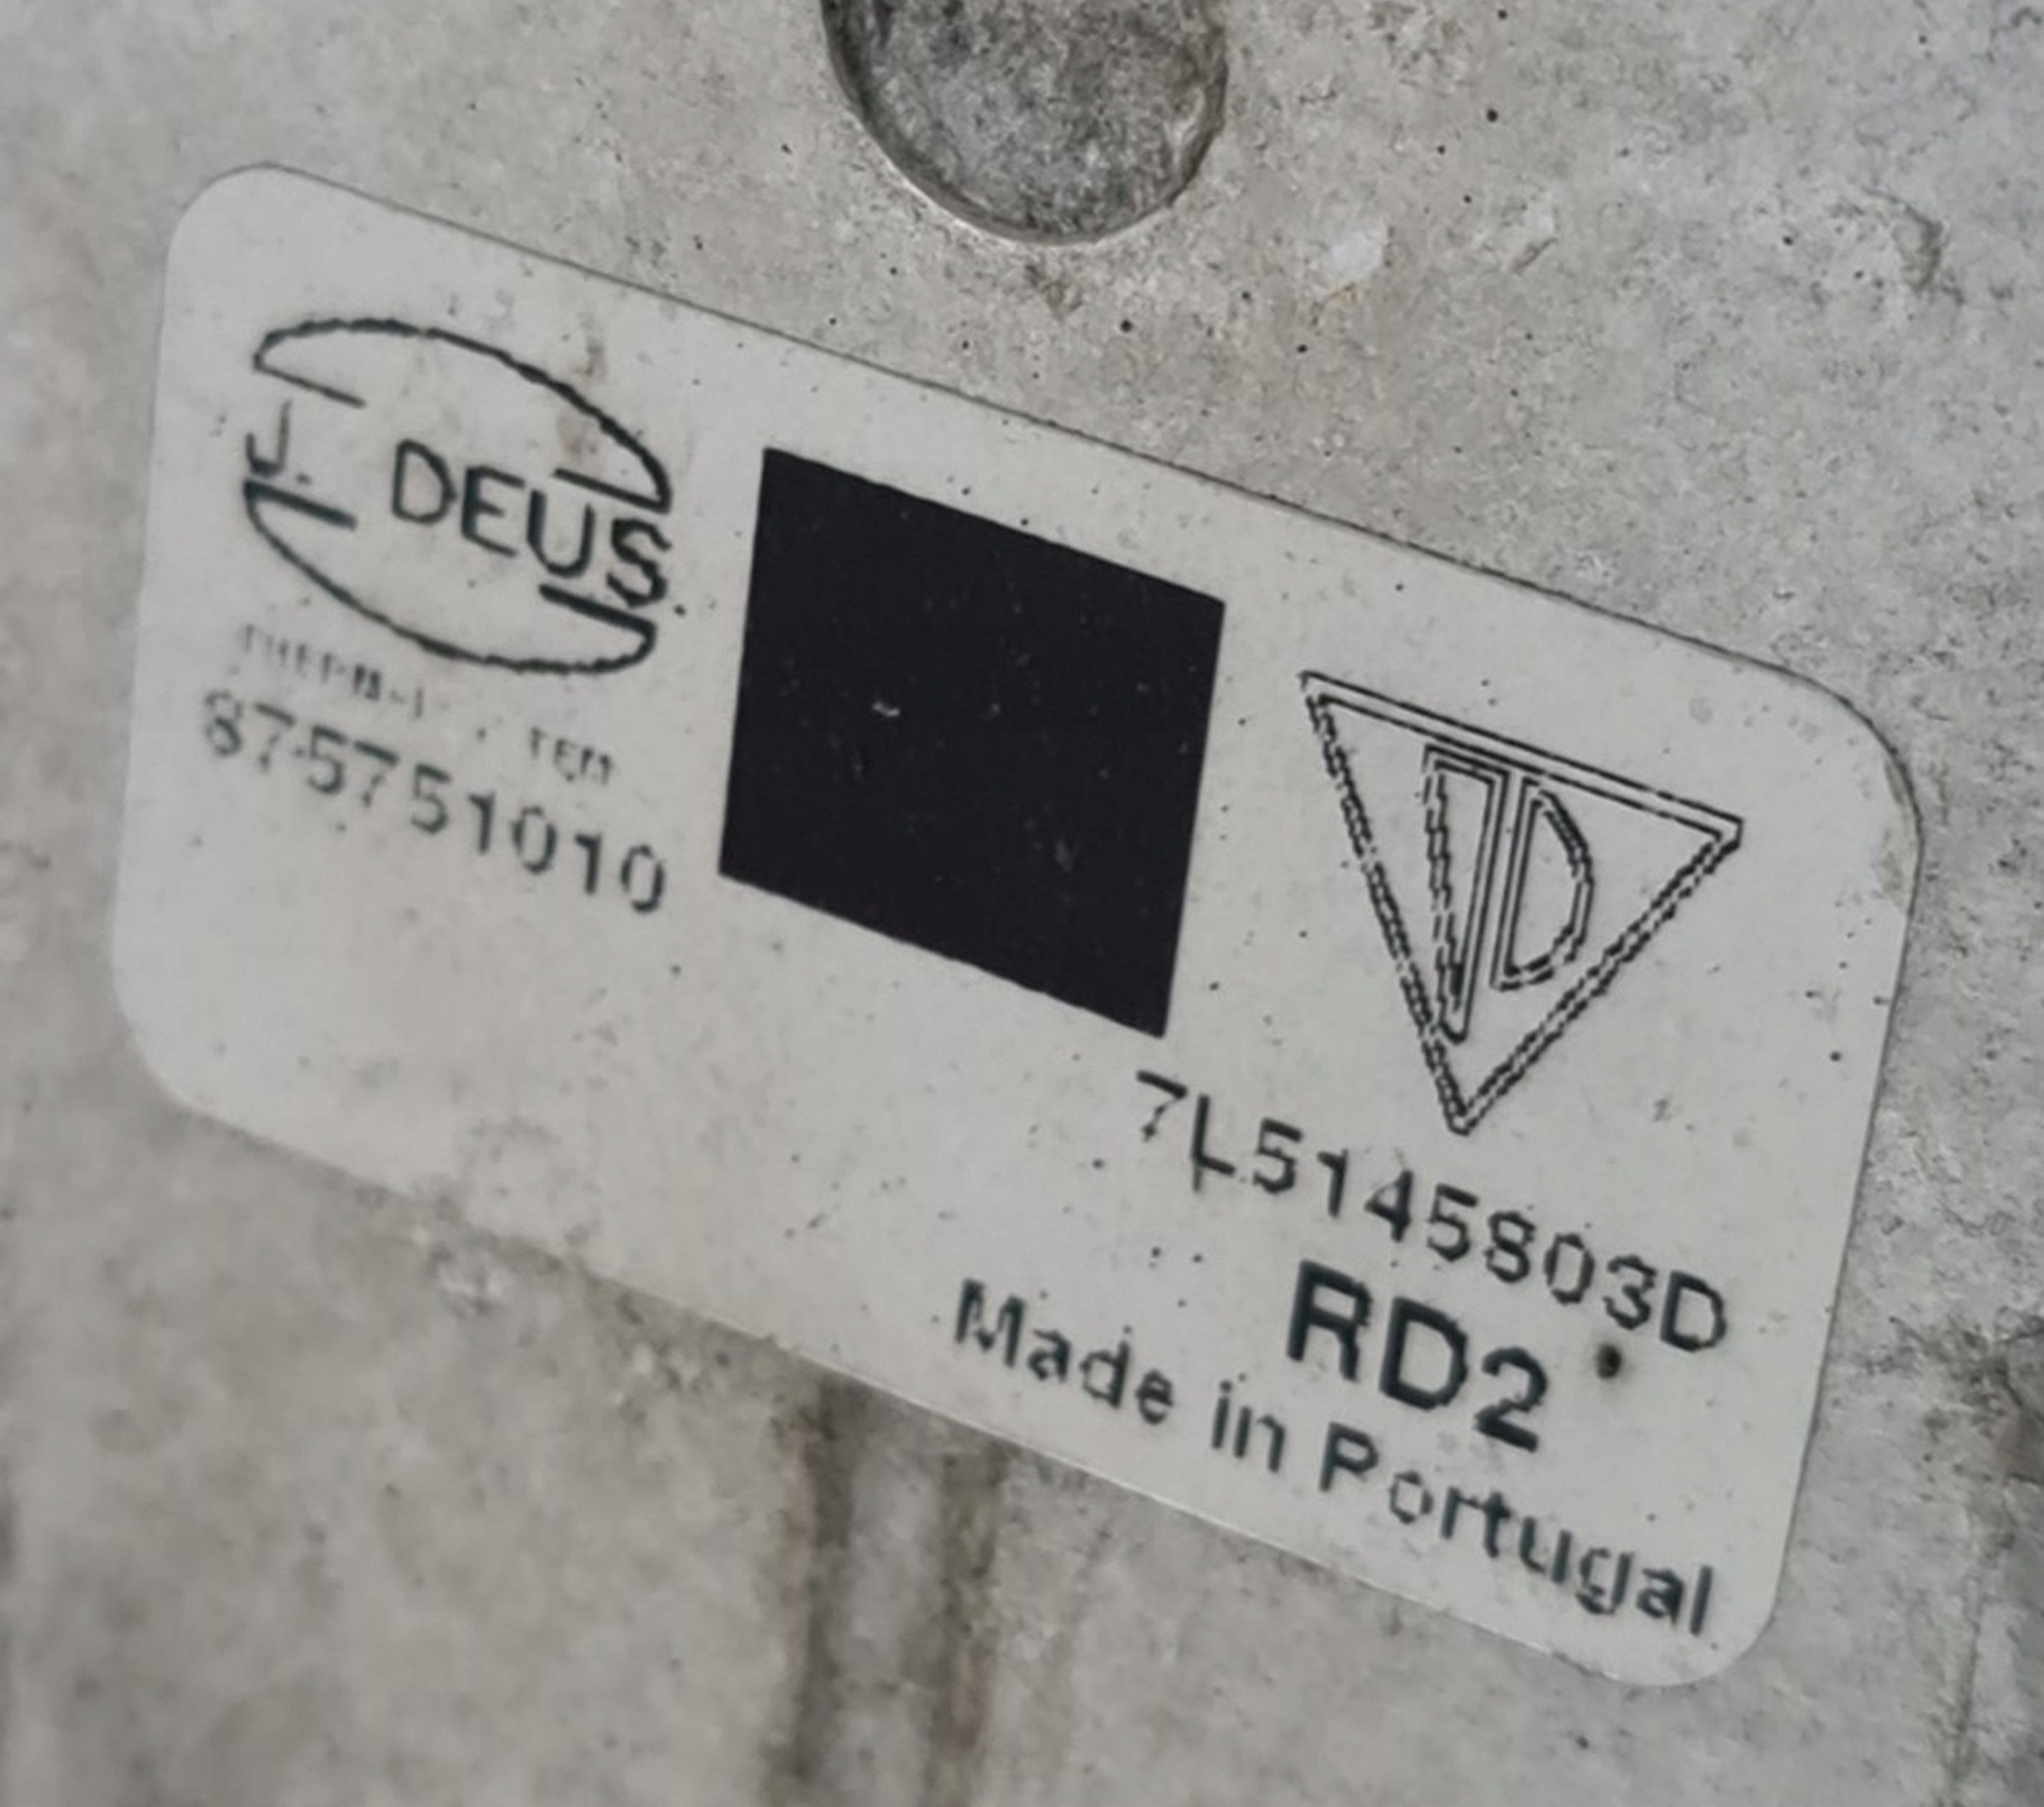 J. DEUS
875751010
7L5145803D
RD2
Made in Portugal